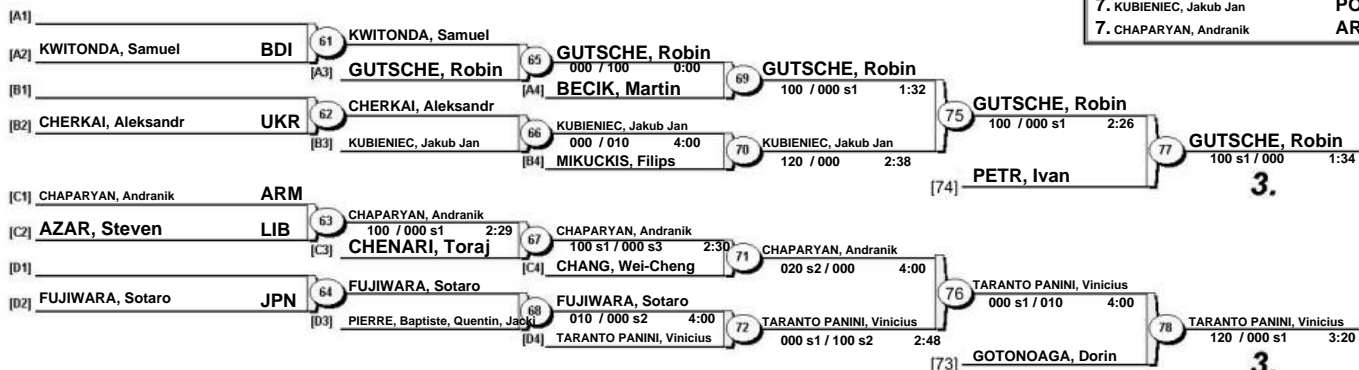 7. KUBIENIEC, Jakub Jan
7. CHAPARYAN, Andranik AR
[A1]
[A2] KWITONDA, Samuel BDI
61
KWITONDA, Samuel
[A3] GUTSCHE, Robin
65
GUTSCHE, Robin
000 / 100 0:00
[A4] BECIK, Martin
69
GUTSCHE, Robin
100 / 000 s1 1:32
[B1]
[B2] CHERKAI, Aleksandr UKR
62
CHERKAI, Aleksandr
[B3] KUBIENIEC, Jakub Jan
66
KUBIENIEC, Jakub Jan
000 / 010 4:00
[B4] MIKUCKIS, Filips
70
KUBIENIEC, Jakub Jan
120 / 000 2:38
75
GUTSCHE, Robin
100 / 000 s1 2:26
[74] PETR, Ivan
77
GUTSCHE, Robin
100 s1 / 000 1:34
3.
[C1] CHAPARYAN, Andranik ARM
[C2] AZAR, Steven LIB
63
CHAPARYAN, Andranik
100 / 000 s1 2:29
[C3] CHENARI, Toraj
67
CHAPARYAN, Andranik
100 s1 / 000 s3 2:30
[C4] CHANG, Wei-Cheng
71
CHAPARYAN, Andranik
020 s2 / 000 4:00
[D1]
[D2] FUJIWARA, Sotaro JPN
64
FUJIWARA, Sotaro
[D3] PIERRE, Baptiste, Quentin, Jacki
68
FUJIWARA, Sotaro
010 / 000 s2 4:00
[D4] TARANTO PANINI, Vinicius
72
TARANTO PANINI, Vinicius
000 s1 / 100 s2 2:48
76
TARANTO PANINI, Vinicius
000 s1 / 010 4:00
[73] GOTONOAGA, Dorin
78
TARANTO PANINI, Vinicius
120 / 000 s1 3:20
3.